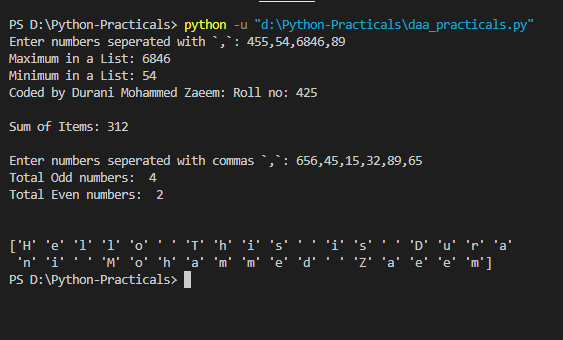 PS D:\Python-Practicals> python -u "d:\Python-Practicals\daa_practicals.py"
Enter numbers seperated with `,`: 455,54,6846,89
Maximum in a List: 6846
Minimum in a List: 54
Coded by Durani Mohammed Zaeem: Roll no: 425
Sum of Items: 312
Enter numbers seperated with commas `,`: 656,45,15,32,89,65
Total Odd numbers:  4
Total Even numbers:  2
['H' 'e' 'l' 'l' 'o' ' ' 'T' 'h' 'i' 's' ' ' 'i' 's' ' ' 'D' 'u' 'r' 'a'
 'n' 'i' ' ' 'M' 'o' 'h' 'a' 'm' 'm' 'e' 'd' ' ' 'Z' 'a' 'e' 'e' 'm']
PS D:\Python-Practicals>